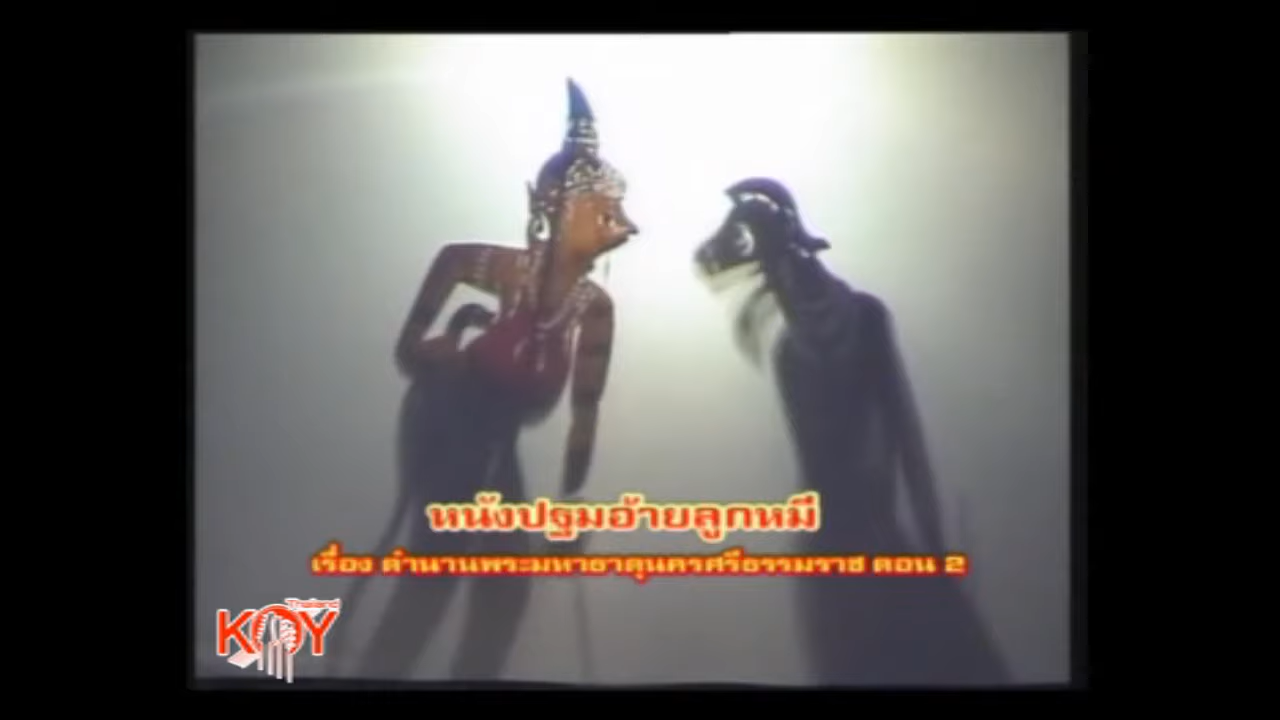 หนังปฐมอ้ายลูกหมี
เรื่อง ตำนานพระมหาธาตุนครศรีธรรมราช ตอน 2
Thailand
KOY